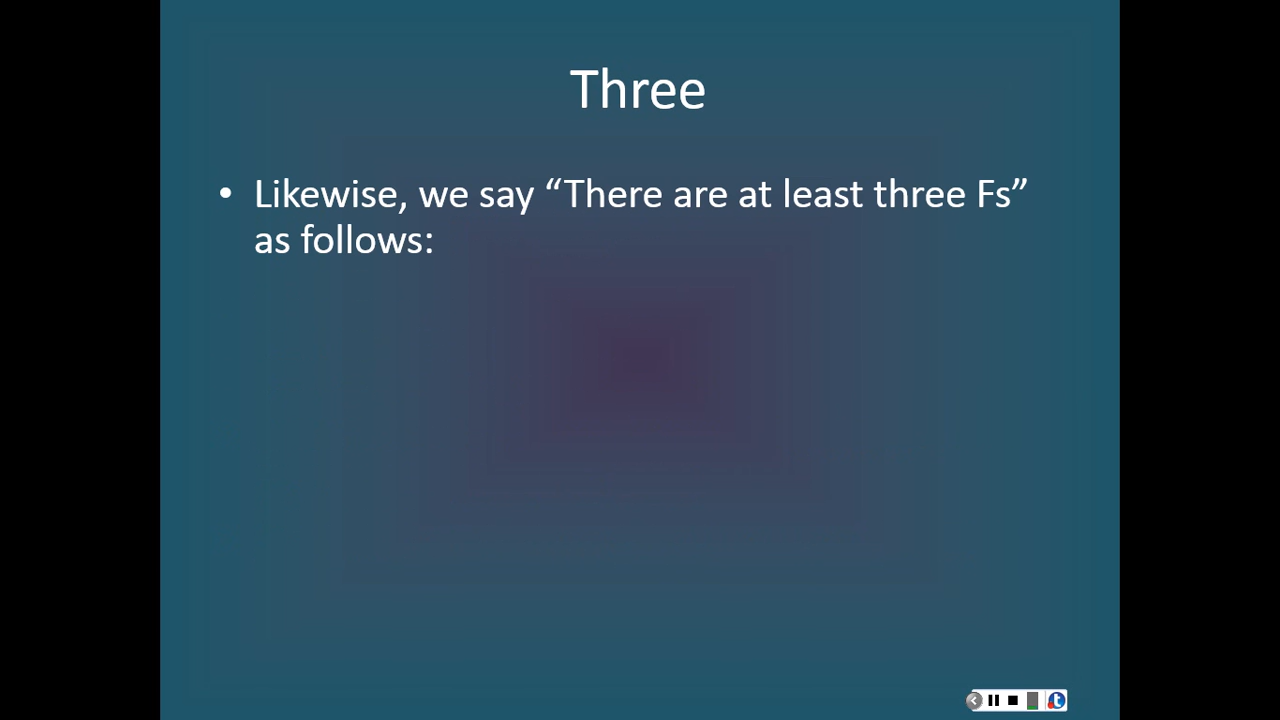 Three
• Likewise, we say “There are at least three Fs”
as follows: